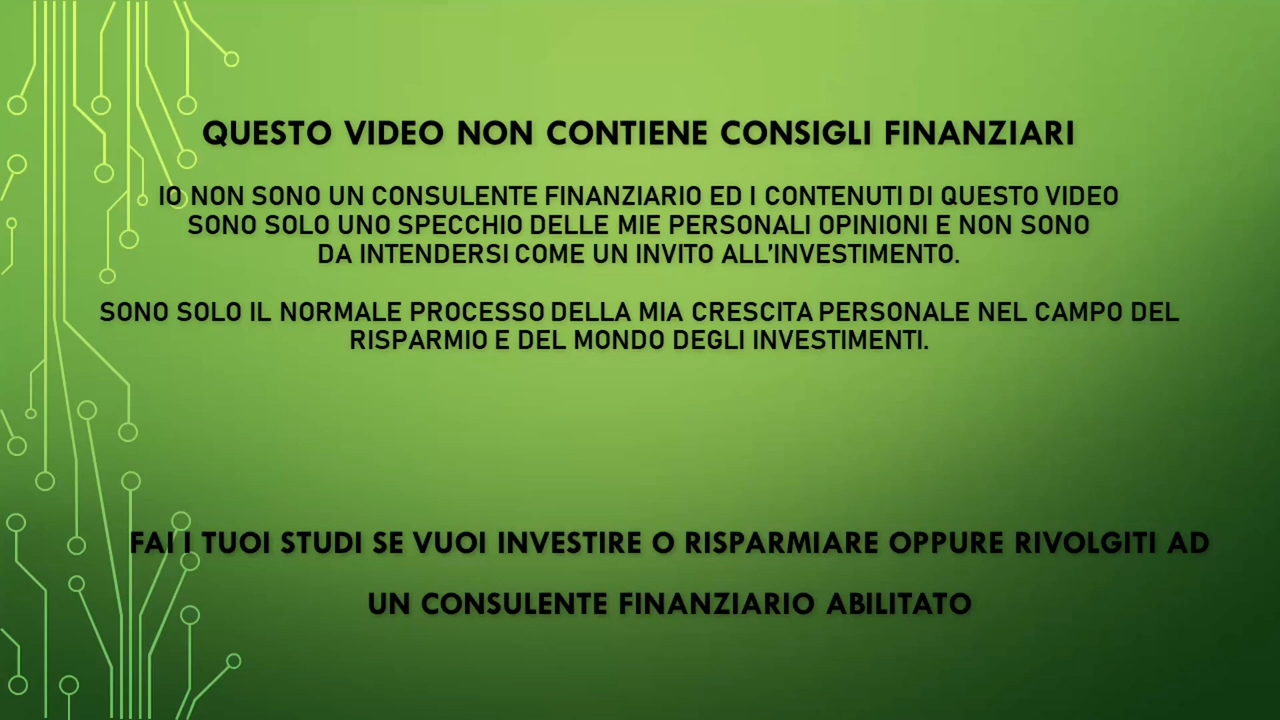 QUESTO VIDEO NON CONTIENE CONSIGLI FINANZIARI
IO NON SONO UN CONSULENTE FINANZIARIO ED I CONTENUTI DI QUESTO VIDEO
SONO SOLO UNO SPECCHIO DELLE MIE PERSONALI OPINIONI E NON SONO
DA INTENDERSI COME UN INVITO ALL'INVESTIMENTO.
SONO SOLO IL NORMALE PROCESSO DELLA MIA CRESCITA PERSONALE NEL CAMPO DEL
RISPARMIO E DEL MONDO DEGLI INVESTIMENTI.
FAI I TUOI STUDI SE VUOI INVESTIRE O RISPARMIARE OPPURE RIVOLGITI AD
UN CONSULENTE FINANZIARIO ABILITATO